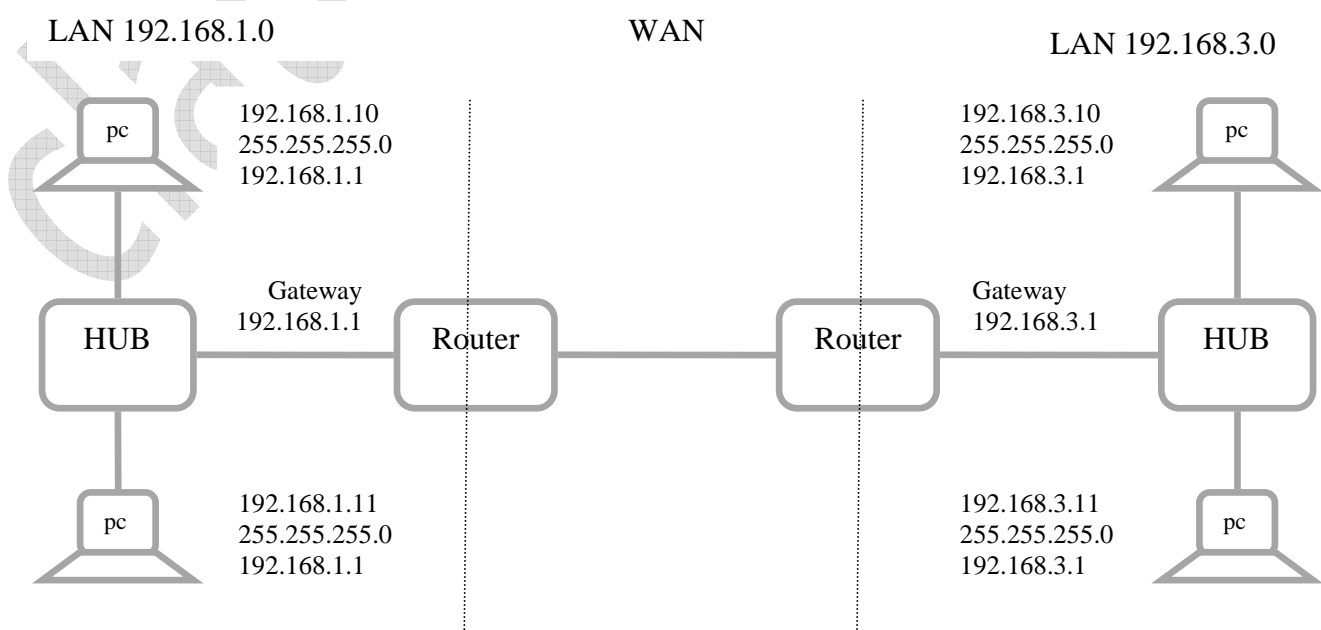 LAN 192.168.1.0
WAN
LAN 192.168.3.0
pc
192.168.1.10
255.255.255.0
192.168.1.1
192.168.3.10
255.255.255.0
192.168.3.1
pc
Gateway
192.168.1.1
Gateway
192.168.3.1
HUB
Router
Router
HUB
pc
192.168.1.11
255.255.255.0
192.168.1.1
192.168.3.11
255.255.255.0
192.168.3.1
pc